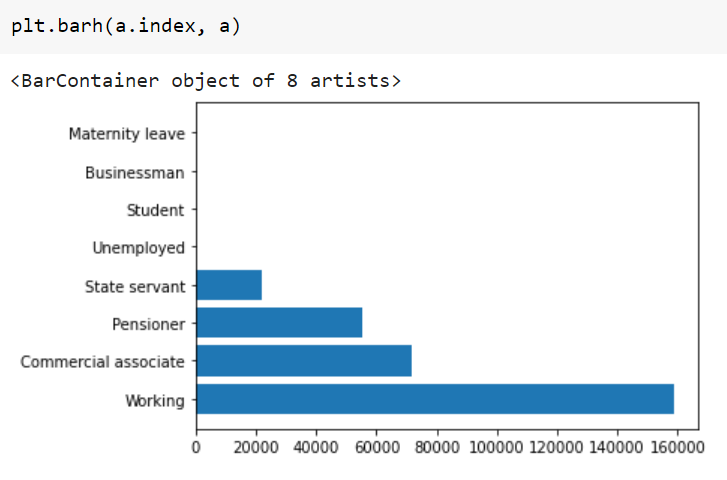 plt.barh(a.index, a)
<BarContainer object of 8 artists>
Maternity leave
Businessman
Student
Unemployed
State servant
Pensioner
Commercial associate
Working
0 20000 40000 60000 80000 100000 120000 140000 160000